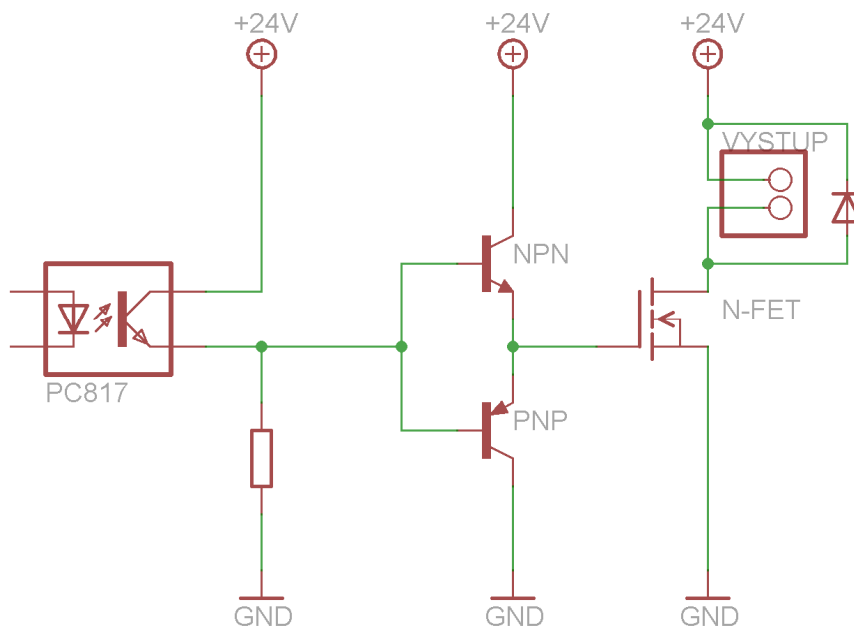 +24V
+24V
+24V
VYSTUP
NPN
N-FET
PC817
PNP
GND
GND
GND